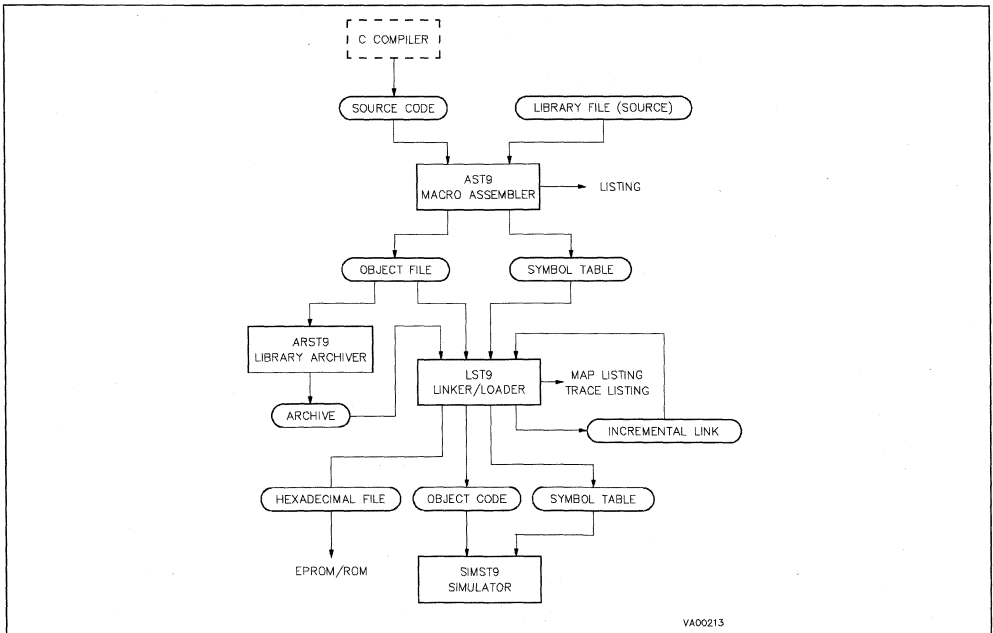 C COMPILER
SOURCE CODE
LIBRARY FILE (SOURCE)
AST9
MACRO ASSEMBLER
LISTING
OBJECT FILE
SYMBOL TABLE
ARST9
LIBRARY ARCHIVER
LST9
LINKER/LOADER
MAP LISTING
TRACE LISTING
ARCHIVE
INCREMENTAL LINK
HEXADECIMAL FILE
OBJECT CODE
SYMBOL TABLE
EPROM/ROM
SIMST9
SIMULATOR
VA00213